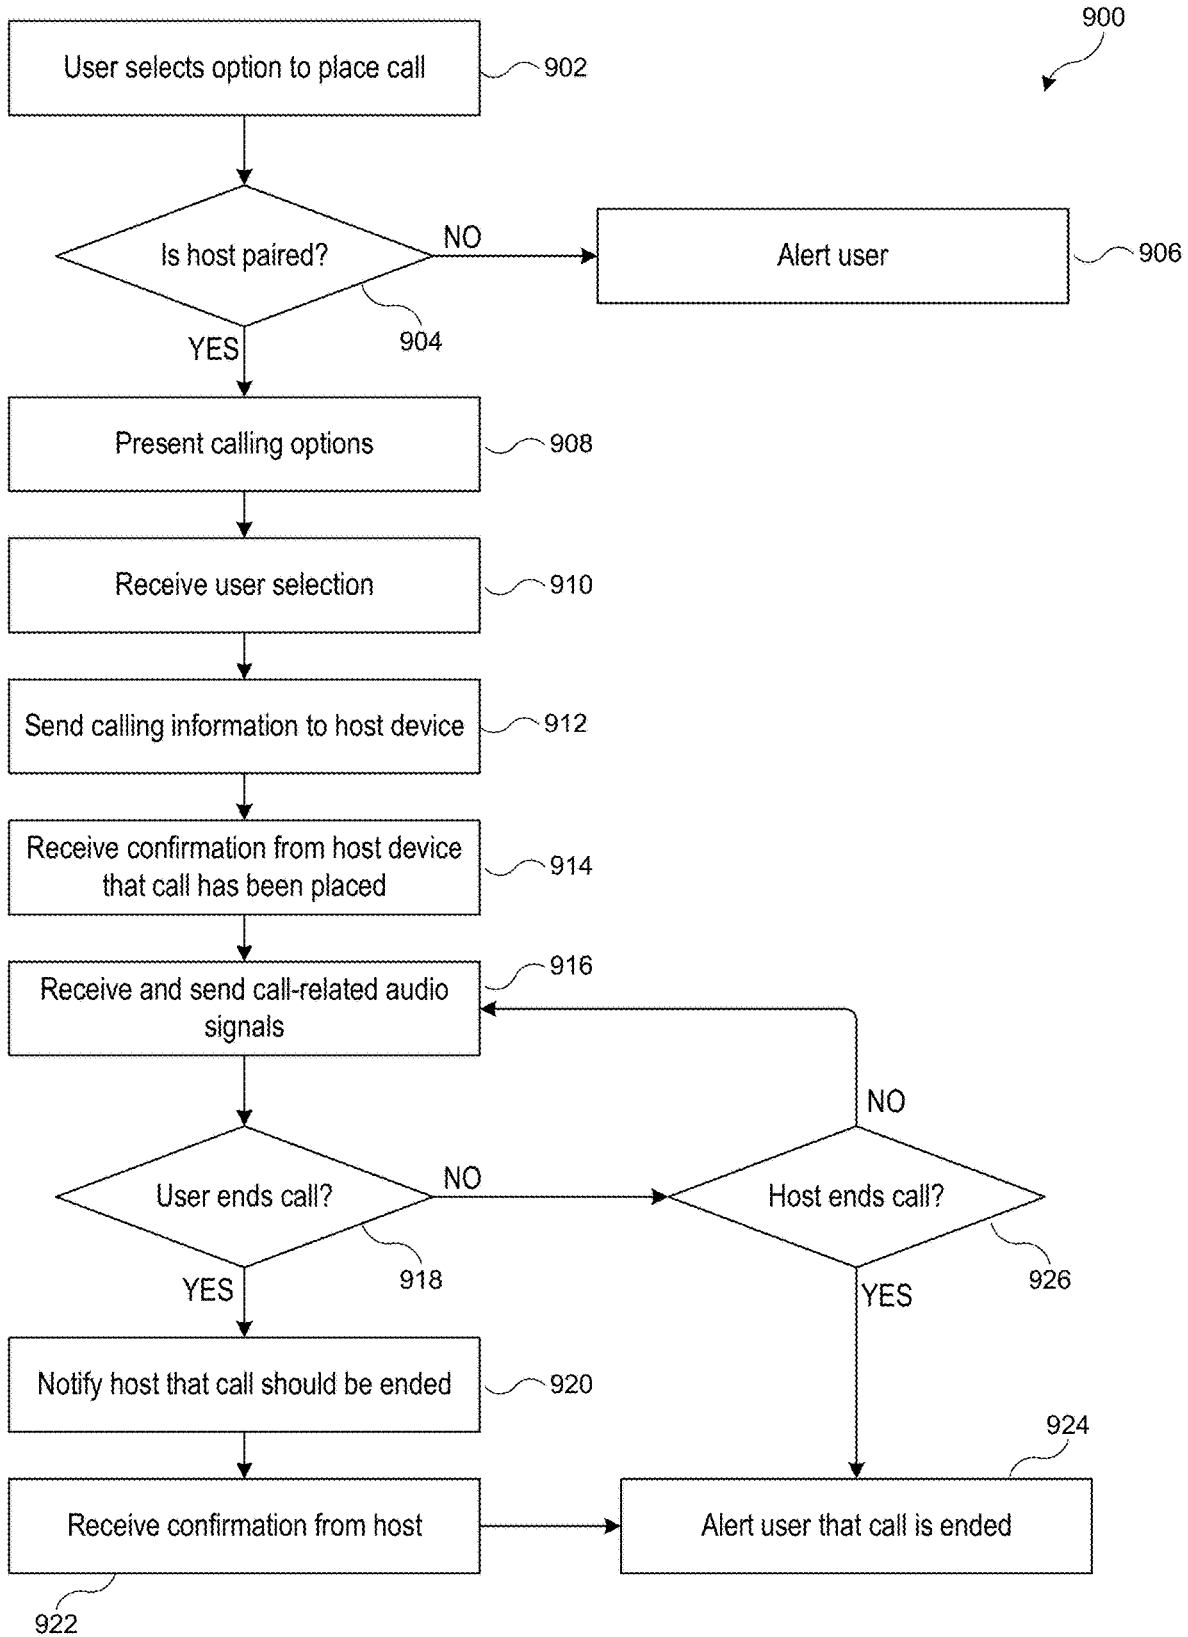 900
User selects option to place call
902
Is host paired?
NO
Alert user
906
904
YES
Present calling options
908
Receive user selection
910
Send calling information to host device
912
Receive confirmation from host device
that call has been placed
914
916
Receive and send call-related audio
signals
NO
User ends call?
NO
Host ends call?
918
926
YES
YES
Notify host that call should be ended
920
924
Receive confirmation from host
Alert user that call is ended
922